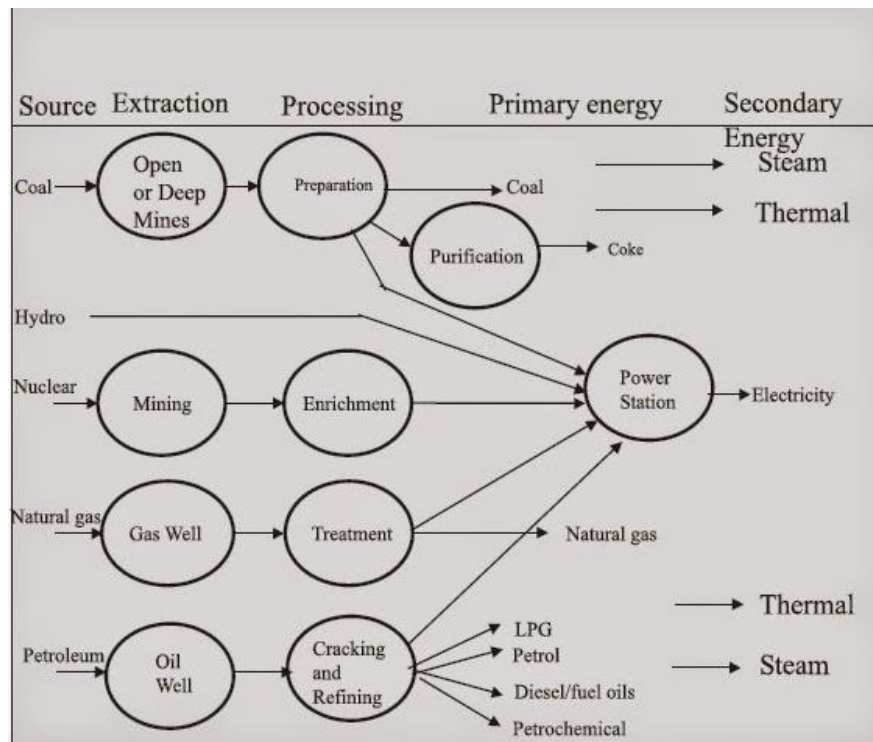 Source Extraction Processing Primary energy Secondary
Energy
Coal
Open
or Deep
Mines
Preparation
Coal
Steam
Thermal
Purification
Coke
Hydro
Nuclear
Mining
Enrichment
Power
Station
Electricity
Natural gas
Gas Well
Treatment
Natural gas
Thermal
Petroleum
Oil
Well
Cracking
and
Refining
LPG
Petrol
Diesel/fuel oils
Petrochemical
Steam